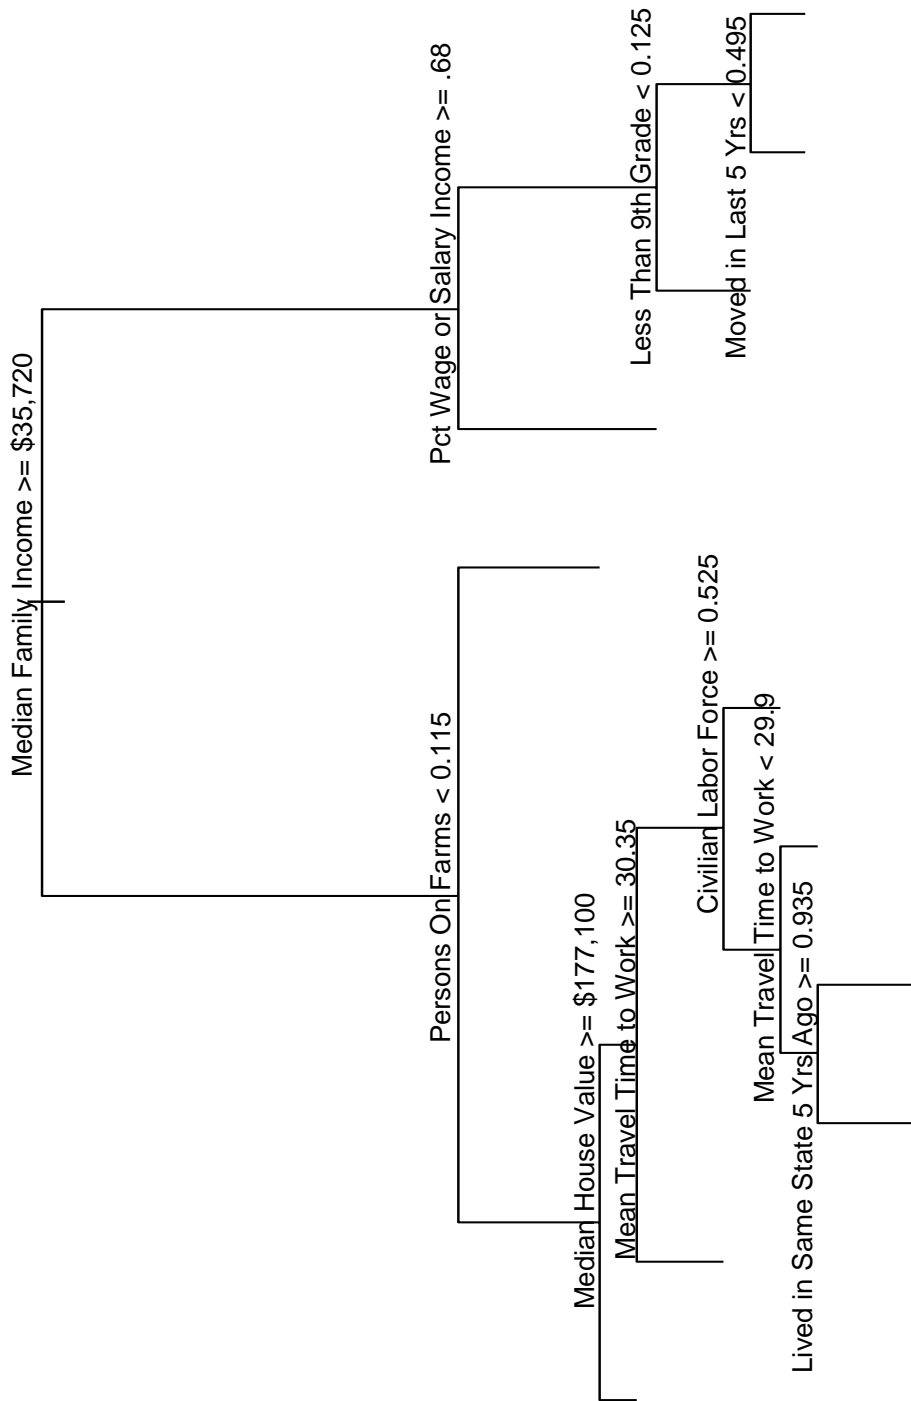 Median Family Income >= $35,720
Persons On Farms < 0.115
Pct Wage or Salary Income >= .68
Median House Value >= $177,100
Mean Travel Time to Work >= 30.35
Less Than 9th Grade < 0.125
Civilian Labor Force >= 0.525
Moved in Last 5 Yrs < 0.495
Mean Travel Time to Work < 29.9
Lived in Same State 5 Yrs Ago >= 0.935